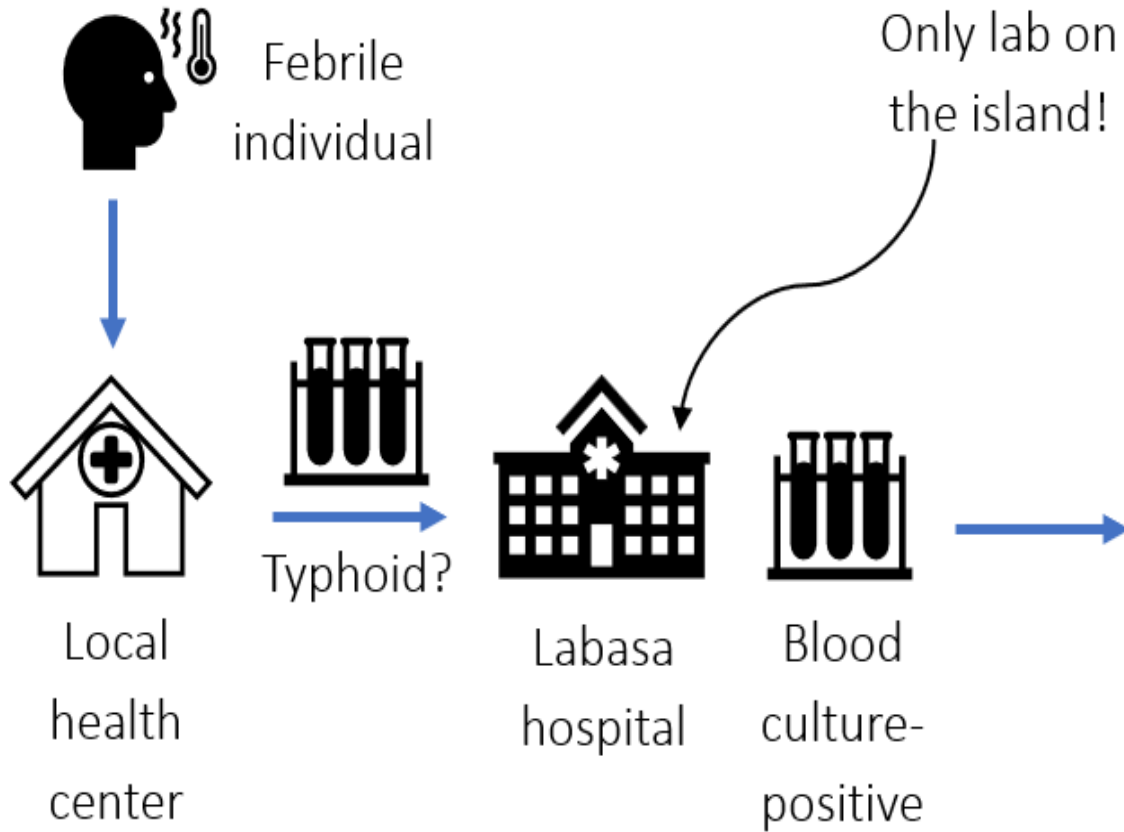 Febrile
individual
Only lab on
the island!
Typhoid?
Local
health
center
Labasa
hospital
Blood
culture-
positive